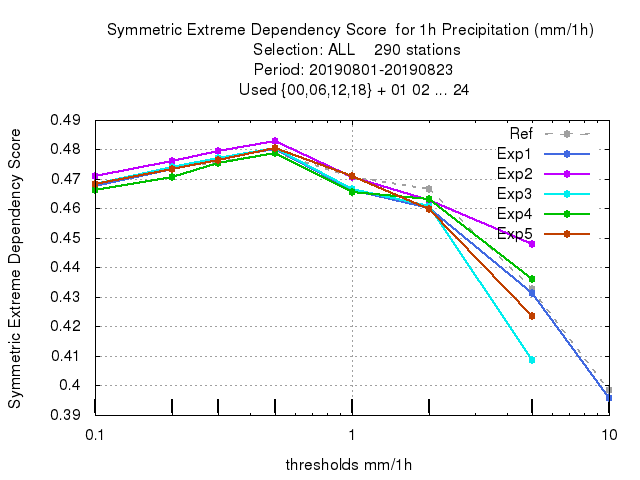 Symmetric Extreme Dependency Score  for 1h Precipitation (mm/1h)
Selection: ALL    290 stations
Period: 20190801-20190823
Used {00,06,12,18} + 01 02 ... 24
Symmetric Extreme Dependency Score
0.49
0.48
0.47
0.46
0.45
0.44
0.43
0.42
0.41
0.4
0.39
Ref
Exp1
Exp2
Exp3
Exp4
Exp5
0.1
1
10
thresholds mm/1h